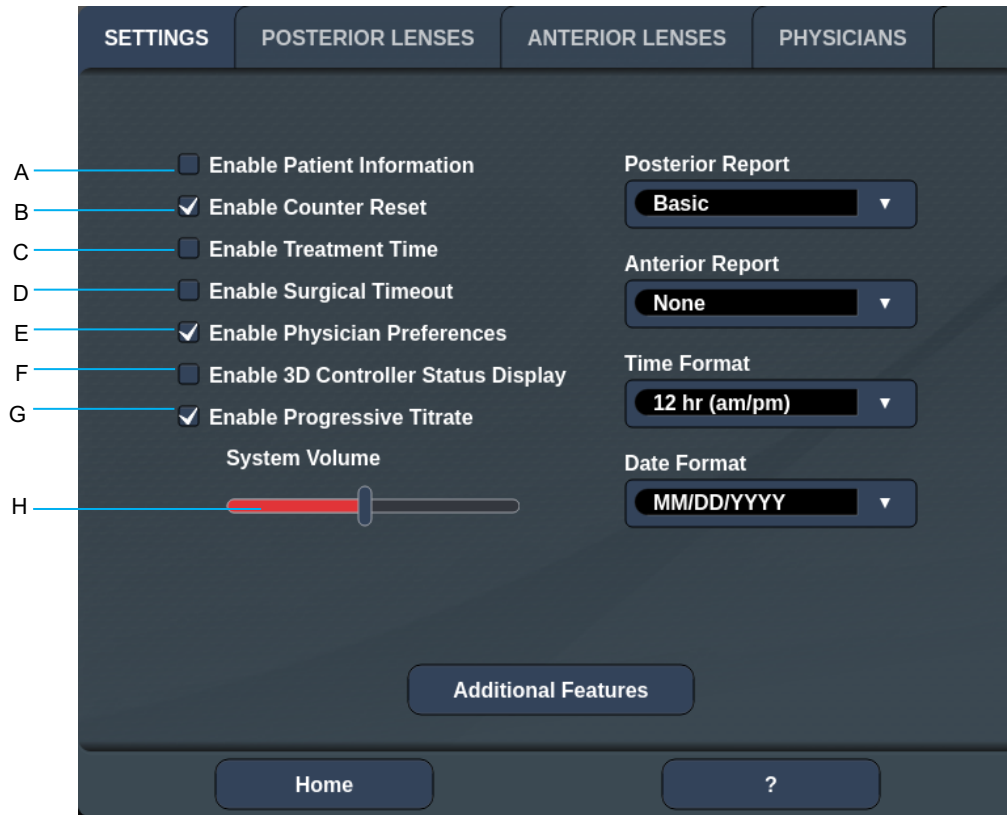 SETTINGS POSTERIOR LENSES ANTERIOR LENSES PHYSICIANS
A Enable Patient Information
B Enable Counter Reset
C Enable Treatment Time
D Enable Surgical Timeout
E Enable Physician Preferences
F Enable 3D Controller Status Display
G Enable Progressive Titrate
System Volume
H
Posterior Report
Basic
Anterior Report
None
Time Format
12 hr (am/pm)
Date Format
MM/DD/YYYY
Additional Features
Home ?